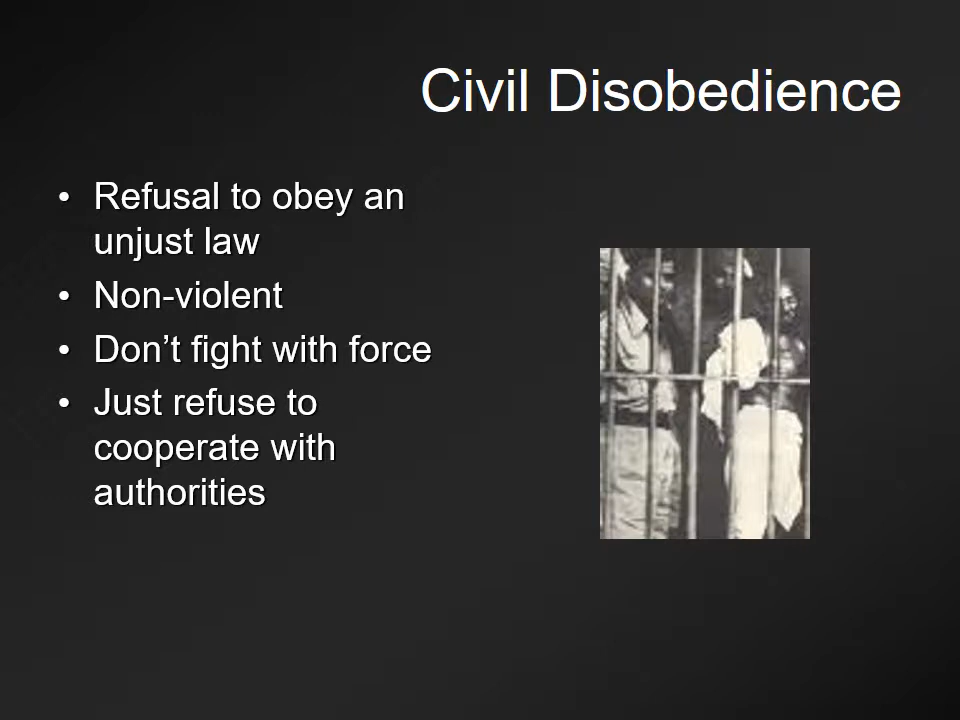 Civil Disobedience
• Refusal to obey an
unjust law
• Non-violent
• Don’t fight with force
• Just refuse to
cooperate with
authorities